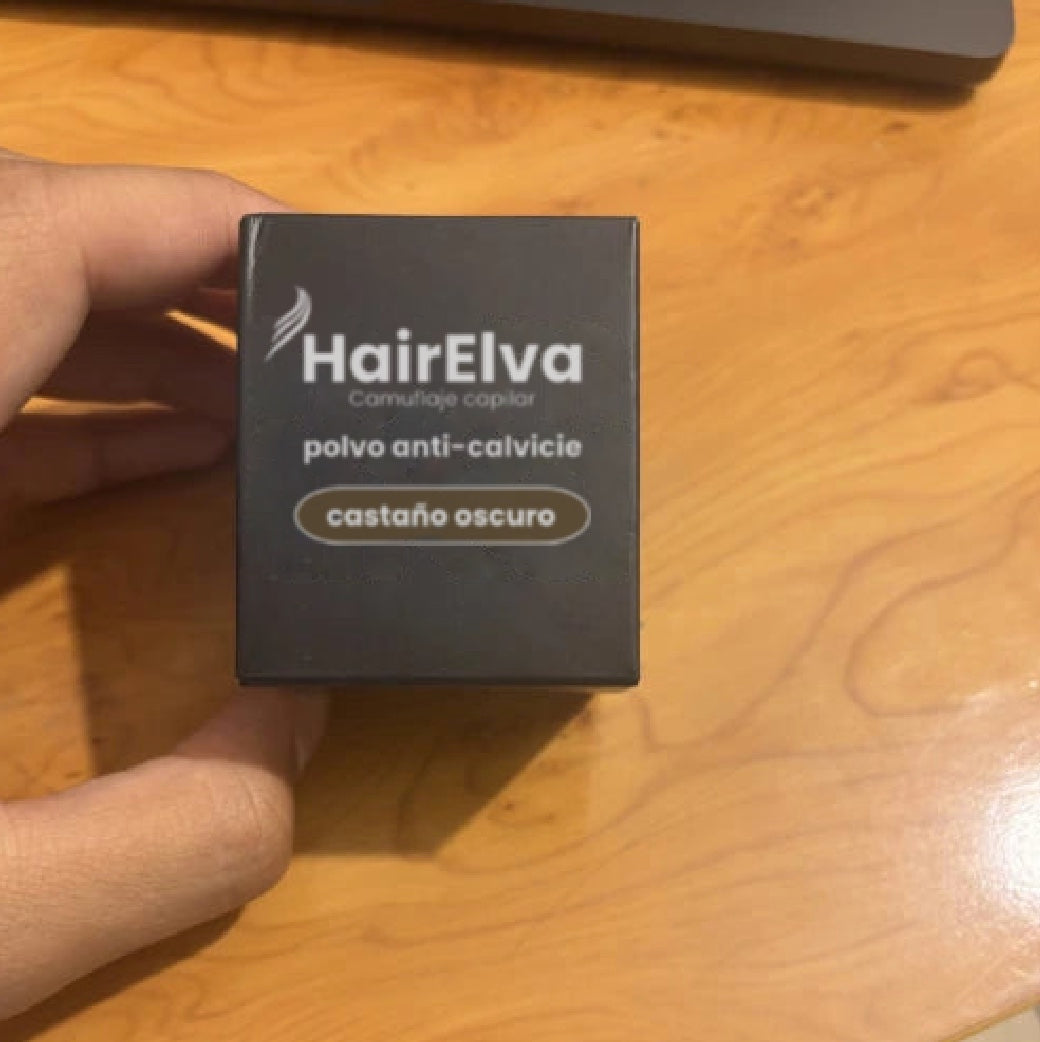 HairElva
Camuflaje capilar
polvo anti-calvicie
castaño oscuro